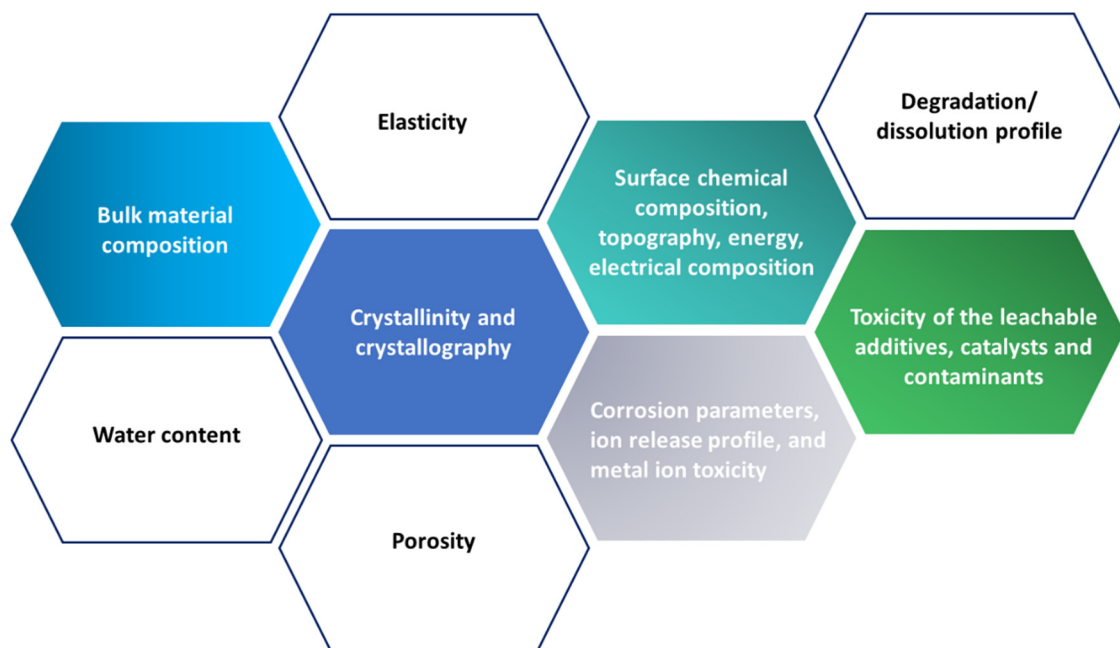 Elasticity
Degradation/
dissolution profile
Bulk material
composition
Surface chemical
composition,
topography, energy,
electrical composition
Crystallinity and
crystallography
Toxicity of the leachable
additives, catalysts and
contaminants
Water content
Corrosion parameters,
ion release profile, and
metal ion toxicity
Porosity